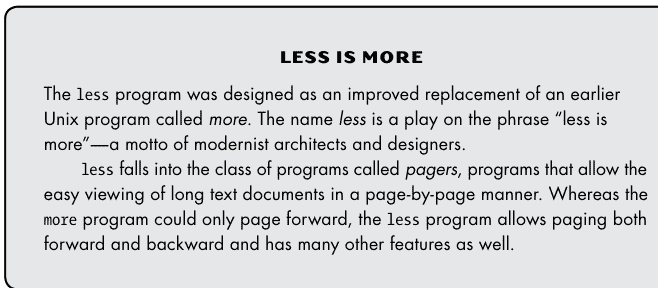 LESS IS MORE
The less program was designed as an improved replacement of an earlier
Unix program called more. The name less is a play on the phrase “less is
more”—a motto of modernist architects and designers.
less falls into the class of programs called pagers, programs that allow the
easy viewing of long text documents in a page-by-page manner. Whereas the
more program could only page forward, the less program allows paging both
forward and backward and has many other features as well.